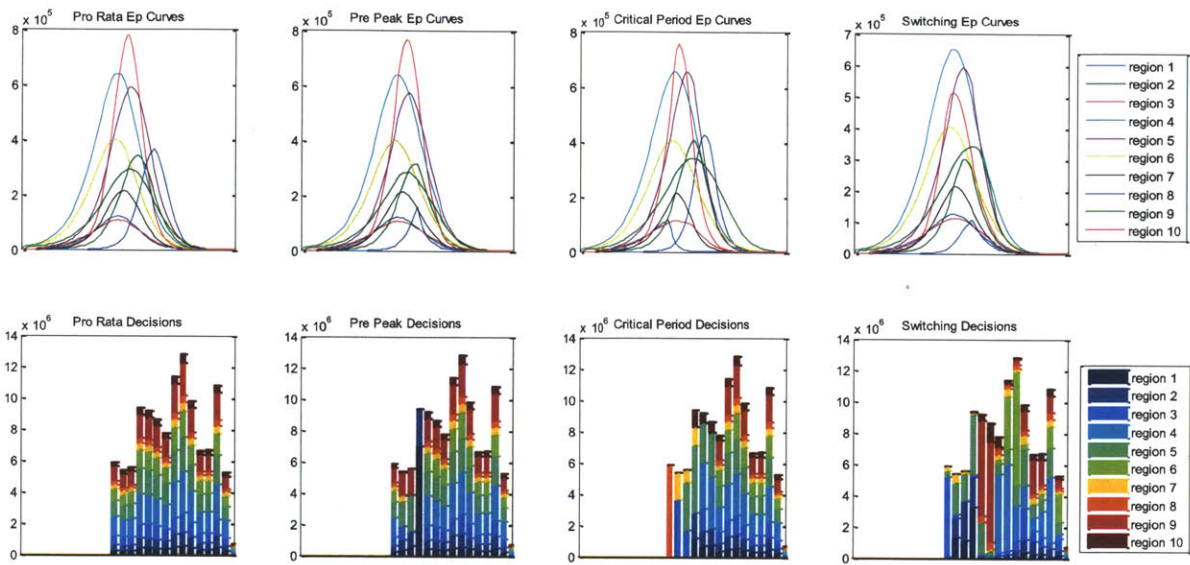 Pro Rata Ep Curves
Pre Peak Ep Curves
Critical Period Ep Curves
Switching Ep Curves
x 10^5
8
6
4
2
0
x 10^5
8
6
4
2
0
x 10^5
8
6
4
2
0
x 10^5
7
6
5
4
3
2
1
0
region 1
region 2
region 3
region 4
region 5
region 6
region 7
region 8
region 9
region 10
Pro Rata Decisions
Pre Peak Decisions
Critical Period Decisions
Switching Decisions
x 10^6
14
12
10
8
6
4
2
0
x 10^6
14
12
10
8
6
4
2
0
x 10^6
14
12
10
8
6
4
2
0
x 10^6
14
12
10
8
6
4
2
0
region 1
region 2
region 3
region 4
region 5
region 6
region 7
region 8
region 9
region 10